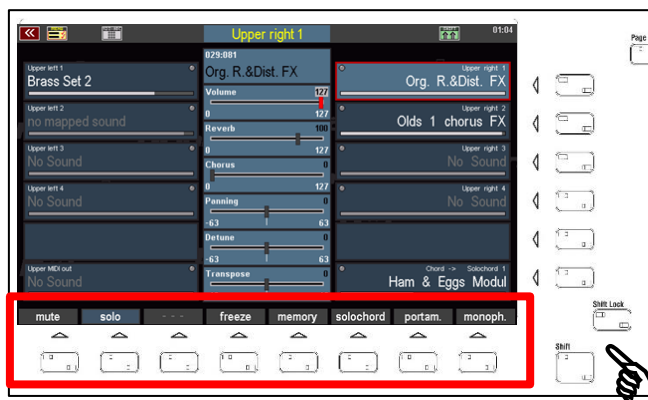 Upper right 1
01:04
Page
Upper left 1
Brass Set 2
Upper left 2
no mapped sound
Upper left 3
No Sound
Upper left 4
No Sound
Upper MIDI out
No Sound
029:081
Org. R.&Dist. FX
Volume 127
0 127
Reverb 100
0 127
Chorus 0
0 127
Panning 0
-63 63
Detune 0
-63 63
Transpose 0
Upper right 1
Org. R.&Dist. FX
Upper right 2
Olds 1 chorus FX
Upper right 3
No Sound
Upper right 4
No Sound
Chord -> Solochord 1
Ham & Eggs Modul
mute solo --- freeze memory solochord portam. monoph.
Shift Lock
Shift